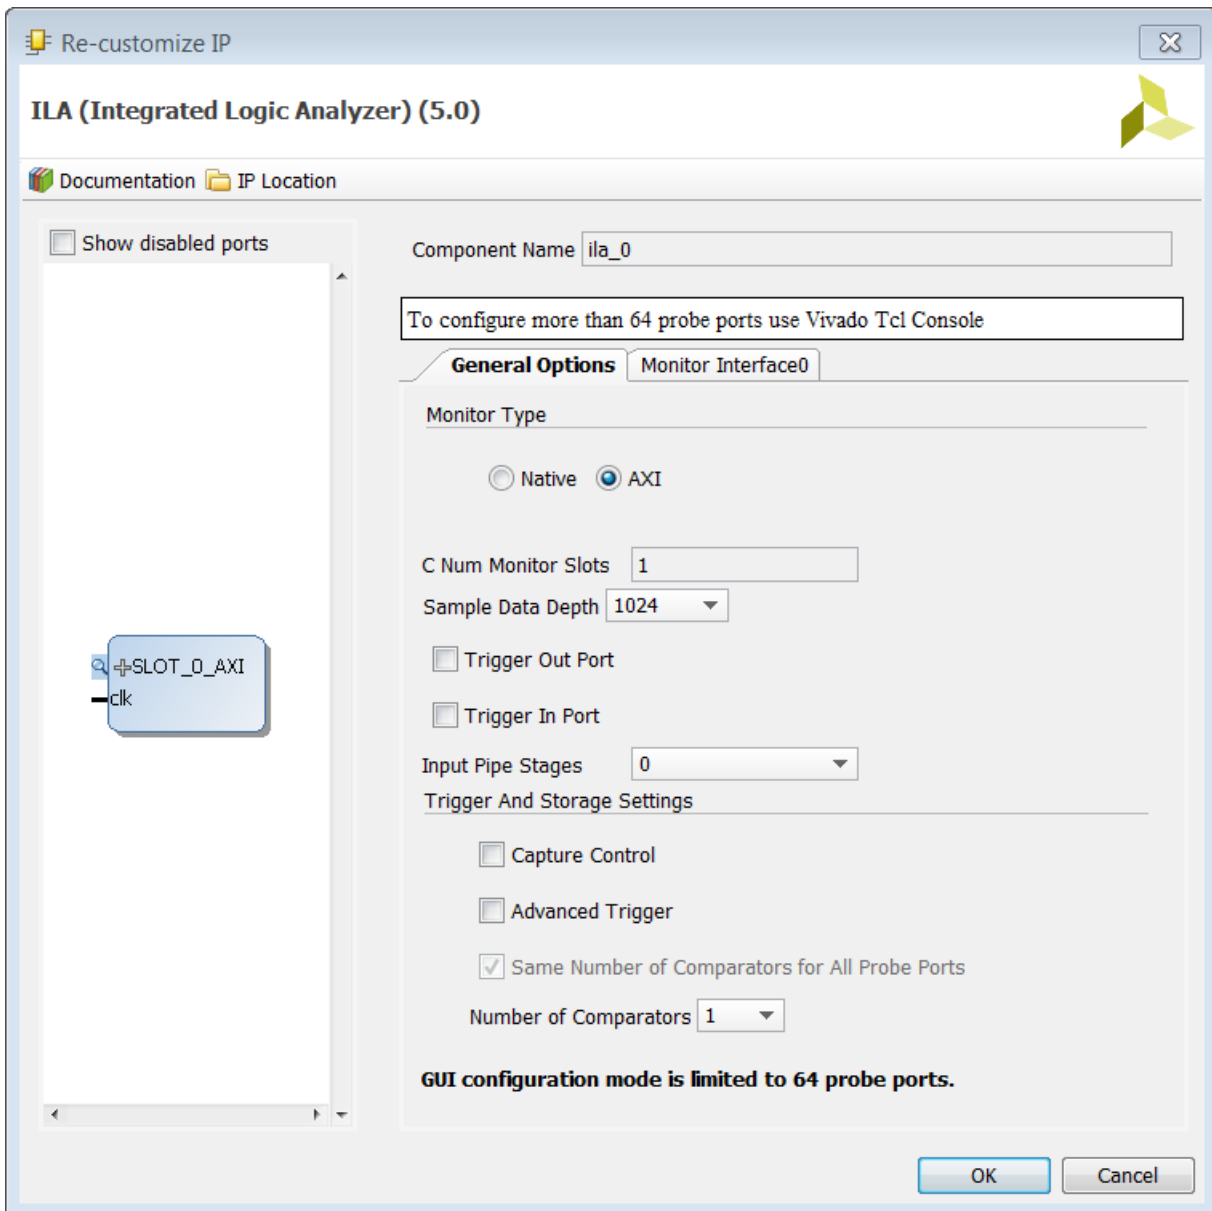 Re-customize IP
ILA (Integrated Logic Analyzer) (5.0)
Documentation IP Location
Show disabled ports
SLOT_0_AXI
clk
Component Name ila_0
To configure more than 64 probe ports use Vivado Tcl Console
General Options Monitor Interface0
Monitor Type
Native AXI
C Num Monitor Slots 1
Sample Data Depth 1024
Trigger Out Port
Trigger In Port
Input Pipe Stages 0
Trigger And Storage Settings
Capture Control
Advanced Trigger
Same Number of Comparators for All Probe Ports
Number of Comparators 1
GUI configuration mode is limited to 64 probe ports.
OK Cancel